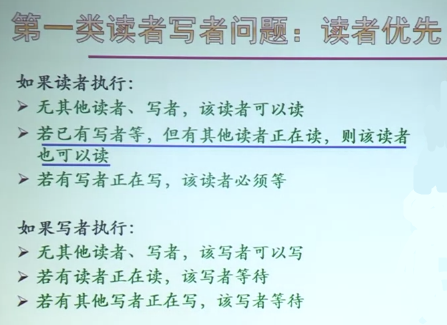 第一类读者写者问题：读者优先
如果读者执行：
➢ 无其他读者、写者，该读者可以读
➢ 若已有写者等，但有其他读者正在读，则该读者
也可以读
➢ 若有写者正在写，该读者必须等
如果写者执行：
➢ 无其他读者、写者，该写者可以写
➢ 若有读者正在读，该写者等待
➢ 若有其他写者正在写，该写者等待